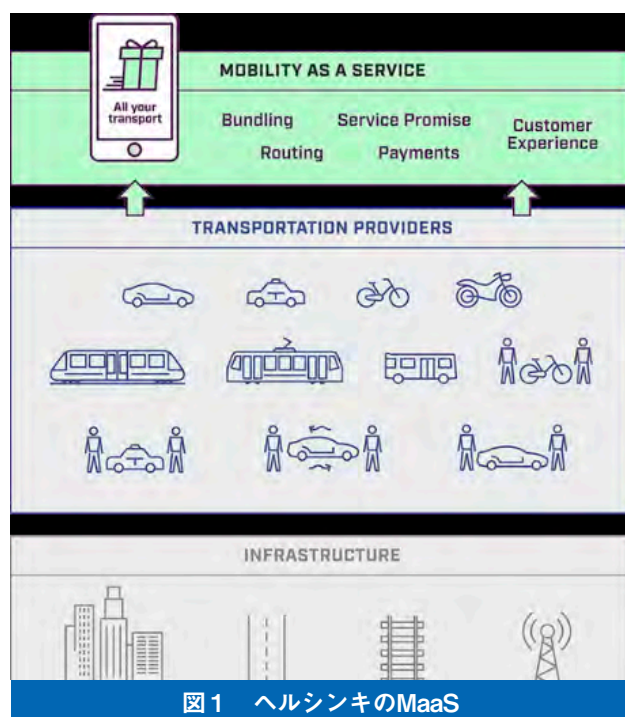 MOBILITY AS A SERVICE
All your
transport
Bundling
Service Promise
Customer
Experience
Routing
Payments
TRANSPORTATION PROVIDERS
T
INFRASTRUCTURE
図1 ヘルシンキのMaaS